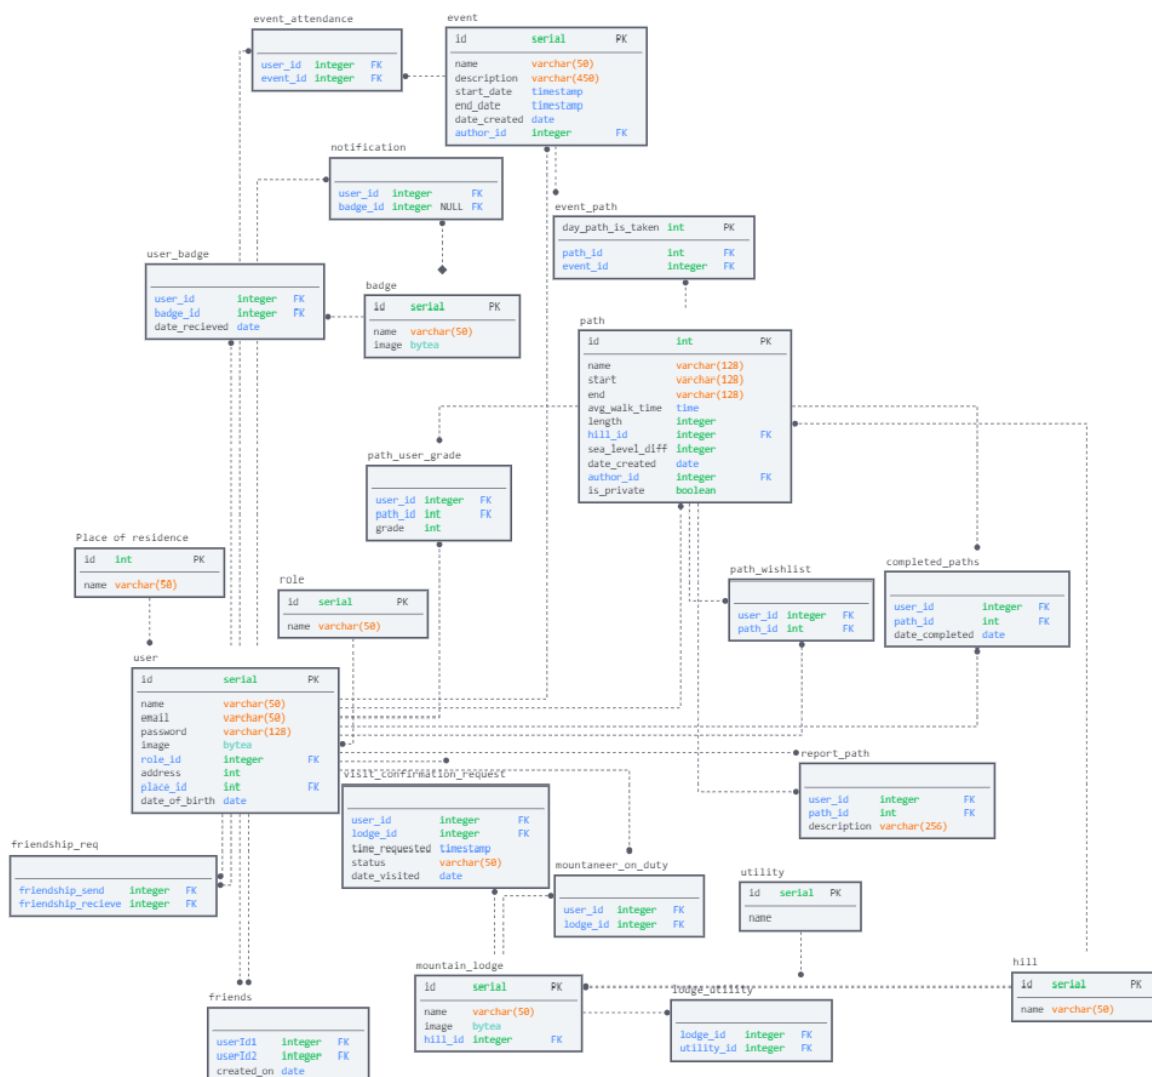 event_attendance
user_id integer FK
event_id integer FK
event
id serial PK
name varchar(50)
description varchar(450)
start_date timestamp
end_date timestamp
date_created date
author_id integer FK
notification
user_id integer FK
badge_id integer NULL FK
event_path
day_path_is_taken int PK
path_id int FK
event_id integer FK
user_badge
user_id integer FK
badge_id integer FK
date_recieved date
badge
id serial PK
name varchar(50)
image bytea
path
id int PK
name varchar(128)
start varchar(128)
end varchar(128)
avg_walk_time time
length integer
hill_id integer FK
sea_level_diff integer
date_created date
author_id integer FK
is_private boolean
path_user_grade
user_id integer FK
path_id int FK
grade int
Place of residence
id int PK
name varchar(50)
role
id serial PK
name varchar(50)
path_wishlist
user_id integer FK
path_id int FK
completed_paths
user_id integer FK
path_id int FK
date_completed date
user
id serial PK
name varchar(50)
email varchar(50)
password varchar(128)
image bytea
role_id integer FK
address int
place_id int FK
date_of_birth date
visit_confirmation_request
user_id integer FK
lodge_id integer FK
time_requested timestamp
status varchar(50)
date_visited date
report_path
user_id integer FK
path_id int FK
description varchar(256)
friendship_req
friendship_send integer FK
friendship_recieve integer FK
mountaneer_on_duty
user_id integer FK
lodge_id integer FK
utility
id serial PK
name
mountain_lodge
id serial PK
name varchar(50)
image bytea
hill_id integer FK
lodge_utility
lodge_id integer FK
utility_id integer FK
hill
id serial PK
name varchar(50)
friends
userId1 integer FK
userId2 integer FK
created_on date